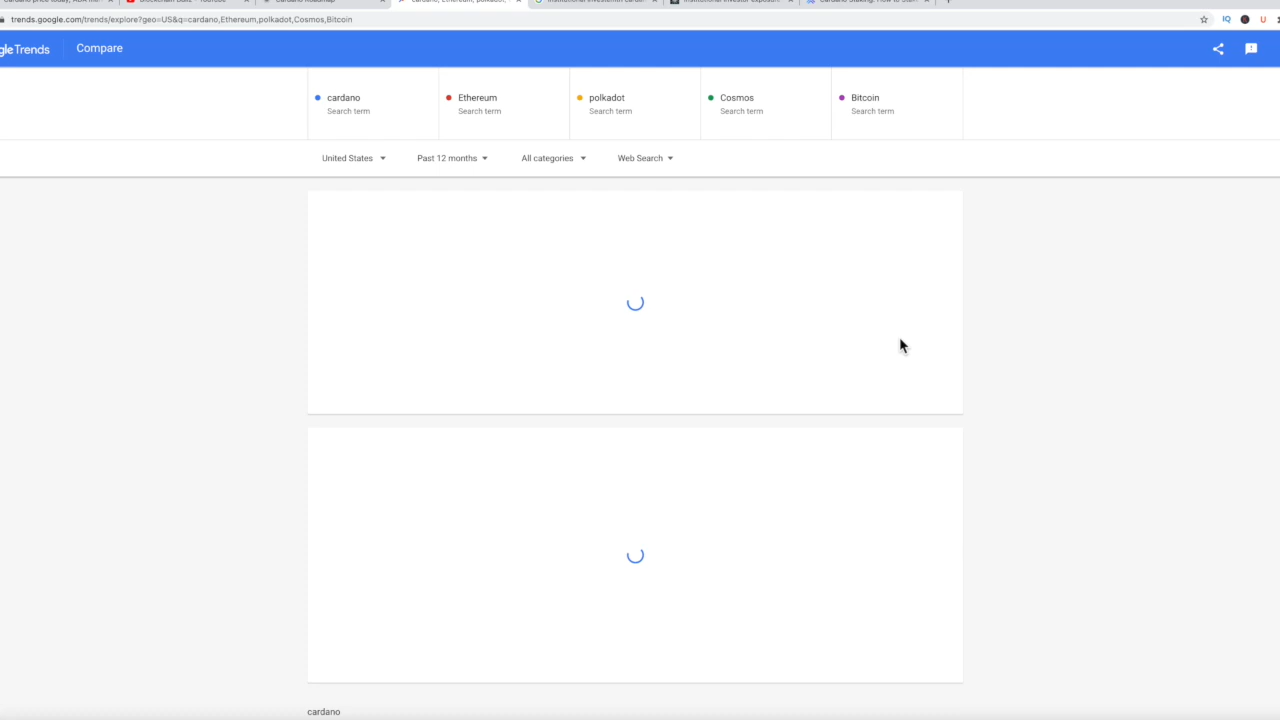 trends.google.com/trends/explore?geo=US&q=cardano,Ethereum,polkadot,Cosmos,Bitcoin
IQ
U
gleTrends
Compare
cardano
Search term
Ethereum
Search term
polkadot
Search term
Cosmos
Search term
Bitcoin
Search term
United States
Past 12 months
All categories
Web Search
cardano